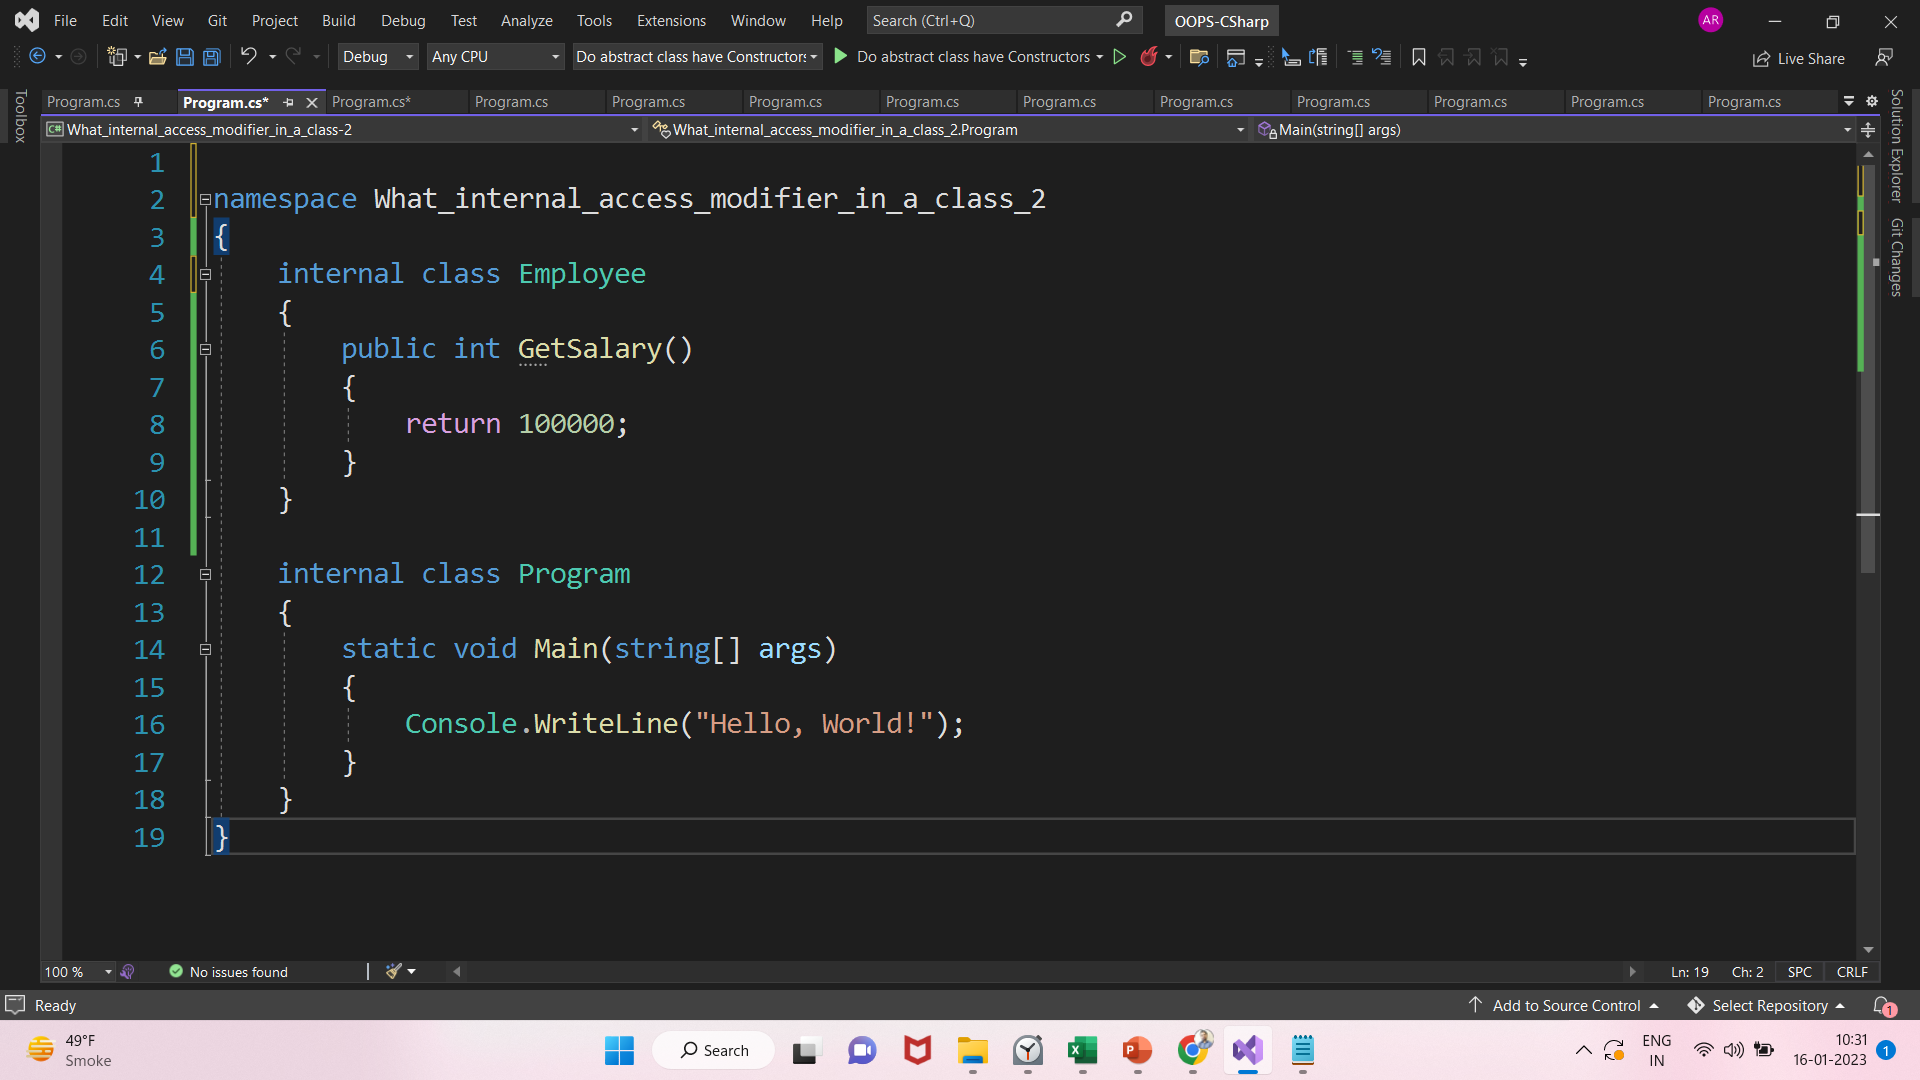 File Edit View Git Project Build Debug Test Analyze Tools Extensions Window Help Search (Ctrl+Q) OOPS-CSharp AR
Debug Any CPU Do abstract class have Constructors Do abstract class have Constructors Live Share
Program.cs Program.cs* Program.cs* Program.cs Program.cs Program.cs Program.cs Program.cs Program.cs Program.cs Program.cs Program.cs Program.cs
C# What_internal_access_modifier_in_a_class-2 What_internal_access_modifier_in_a_class_2.Program Main(string[] args)
Toolbox
Solution Explorer
Git Changes
1
2 namespace What_internal_access_modifier_in_a_class_2
3 {
4 internal class Employee
5 {
6 public int GetSalary()
7 {
8 return 100000;
9 }
10 }
11
12 internal class Program
13 {
14 static void Main(string[] args)
15 {
16 Console.WriteLine("Hello, World!");
17 }
18 }
19 }
100 % No issues found Ln: 19 Ch: 2 SPC CRLF
Ready Add to Source Control Select Repository 1
49°F
Smoke
Search
ENG
IN
10:31
16-01-2023
1